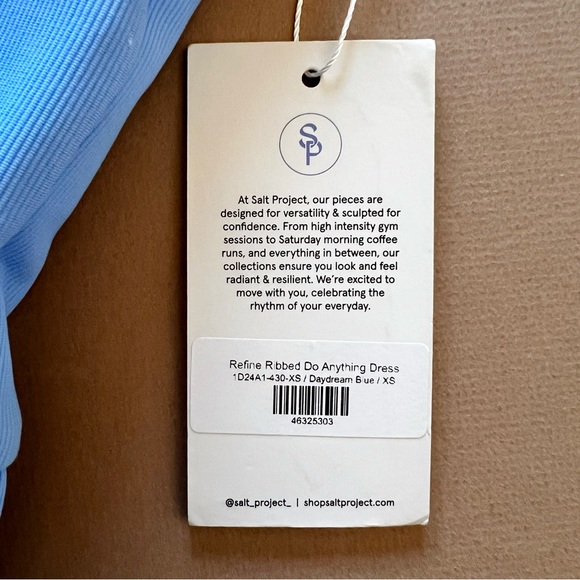 SP
At Salt Project, our pieces are
designed for versatility & sculpted for
confidence. From high intensity gym
sessions to Saturday morning coffee
runs, and everything in between, our
collections ensure you look and feel
radiant & resilient. We're excited to
move with you, celebrating the
rhythm of your everyday.
Refine Ribbed Do Anything Dress
1D24A1-430-XS / Daydream Blue / XS
46325303
@salt_project_ | shopsaltproject.com